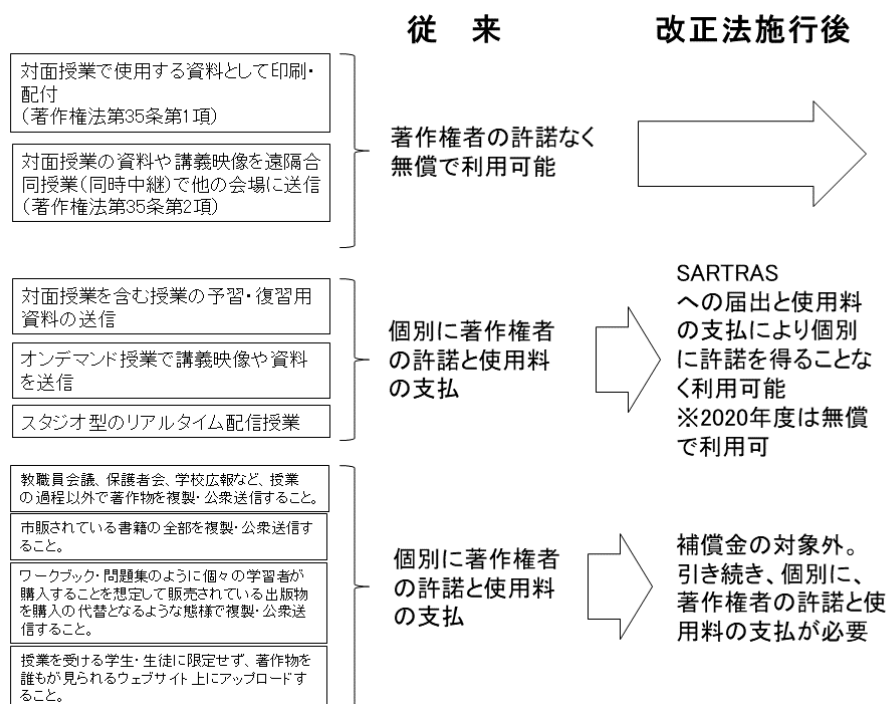 従 来
改正法施行後
対面授業で使用する資料として印刷・
配付
(著作権法第35条第1項)
対面授業の資料や講義映像を遠隔合
同授業(同時中継)で他の会場に送信
(著作権法第35条第2項)
著作権者の許諾なく
無償で利用可能
対面授業を含む授業の予習・復習用
資料の送信
オンデマンド授業で講義映像や資料
を送信
スタジオ型のリアルタイム配信授業
個別に著作権者
の許諾と使用料
の支払
SARTRAS
への届出と使用料
の支払により個別
に許諾を得ることな
く利用可能
※2020年度は無償
で利用可
教職員会議、保護者会、学校広報など、授業
の過程以外で著作物を複製・公衆送信すること。
市販されている書籍の全部を複製・公衆送信す
ること。
ワークブック・問題集のように個々の学習者が
購入することを想定して販売されている出版物
を購入の代替となるような態様で複製・公衆送
信すること。
授業を受ける学生・生徒に限定せず、著作物を
誰もが見られるウェブサイト上にアップロードす
ること。
個別に著作権者
の許諾と使用料
の支払
補償金の対象外。
引き続き、個別に、
著作権者の許諾と使
用料の支払が必要